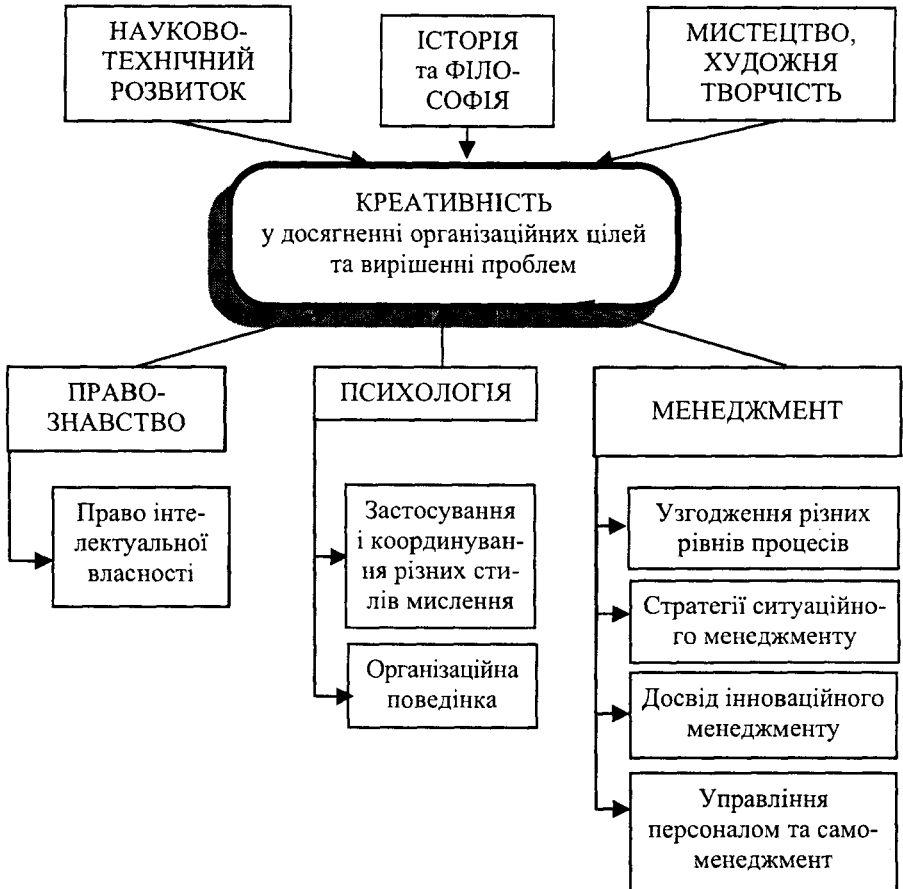 НАУКОВО-
ТЕХНІЧНИЙ
РОЗВИТОК
ІСТОРІЯ
та ФІЛО-
СОФІЯ
МИСТЕЦТВО,
ХУДОЖНЯ
ТВОРЧІСТЬ
КРЕАТИВНІСТЬ
у досягненні організаційних цілей
та вирішенні проблем
ПРАВО-
ЗНАВСТВО
Право інте-
лектуальної
власності
ПСИХОЛОГІЯ
Застосування
і координуван-
ня різних сти-
лів мислення
Організаційна
поведінка
МЕНЕДЖМЕНТ
Узгодження різних
рівнів процесів
Стратегії ситуаційно-
го менеджменту
Досвід інноваційного
менеджменту
Управління
персоналом та само-
менеджмент